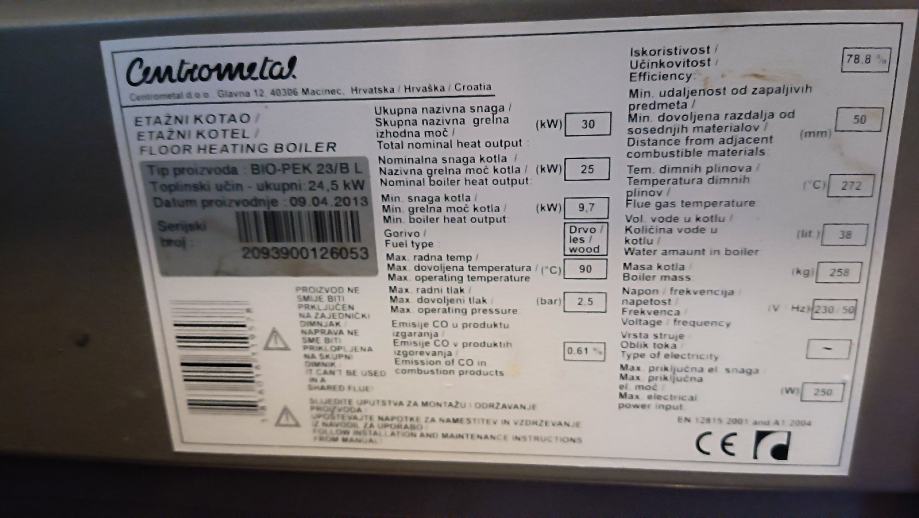 Centrometal
Centrometal d.o.o. Glavna 12, 40306 Macinec, Hrvatska / Hrvaška / Croatia
ETAŽNI KOTAO /
ETAŽNI KOTEL /
FLOOR HEATING BOILER
Tip proizvoda : BIO-PEK 23/B L
Toplinski učin - ukupni: 24,5 kW
Datum proizvodnje : 09.04.2013
Serijski
broj :
2093900126053
PROIZVOD NE
SMIJE BITI
PRKLJUČEN
NA ZAJEDNIČKI
DIMNJAK /
NAPRAVA NE
SME BITI
PRIKLOPLJENA
NA SKUPNI
DIMNIK /
IT CAN'T BE USED
IN A
SHARED FLUE
SLIJEDITE UPUTSTVA ZA MONTAŽU I ODRŽAVANJE
PROIZVODA
UPOŠTEVAJTE NAPOTKE ZA NAMESTITEV IN VZDRŽEVANJE
IZ NAVODIL ZA UPORABO /
FOLLOW INSTALLATION AND MAINTENANCE INSTRUCTIONS
FROM MANUAL
Ukupna nazivna snaga /
Skupna nazivna grelna
izhodna moč /
Total nominal heat output : (kW) 30
Nominalna snaga kotla /
Nazivna grelna moč kotla / (kW) 25
Nominal boiler heat output:
Min. snaga kotla /
Min. grelna moč kotla / (kW) 9,7
Min. boiler heat output:
Gorivo /
Fuel type : Drvo / les / wood
Max. radna temp /
Max. dovoljena temperatura / (°C) 90
Max. operating temperature
Max. radni tlak /
Max. dovoljeni tlak / (bar) 2.5
Max. operating pressure
Emisije CO u produktu
izgaranja /
Emisije CO v produktih
izgorevanja / 0.61 %
Emission of CO in
combustion products
Iskoristivost /
Učinkovitost / 78.8 %
Efficiency:
Min. udaljenost od zapaljivih
predmeta /
Min. dovoljena razdalja od
sosednjih materialov / (mm) 50
Distance from adjacent
combustible materials:
Tem. dimnih plinova /
Temperatura dimnih
plinov / (°C) 272
Flue gas temperature
Vol. vode u kotlu /
Količina vode u
kotlu / (lit.) 38
Water amaunt in boiler
Masa kotla /
Boiler mass: (kg) 258
Napon / frekvencija /
napetost /
Frekvenca / (V / Hz) 230/50
Voltage / frequency
Vrsta struje
Oblik toka / ~
Type of electricity
Max. priključna el. snaga
Max. priključna
el. moč / (W) 250
Max. electrical
power input
EN 12815:2001 and A1:2004
CE